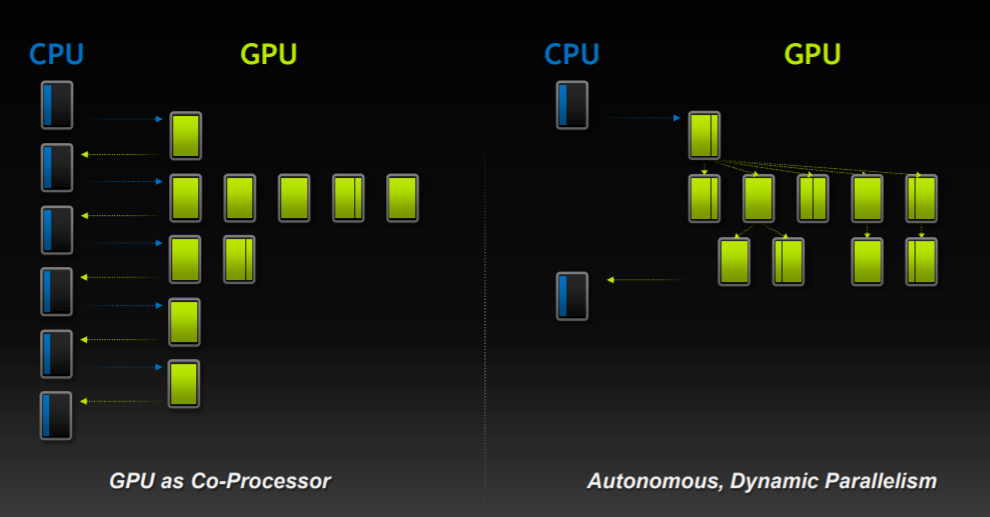 CPU GPU
CPU GPU
GPU as Co-Processor
Autonomous, Dynamic Parallelism